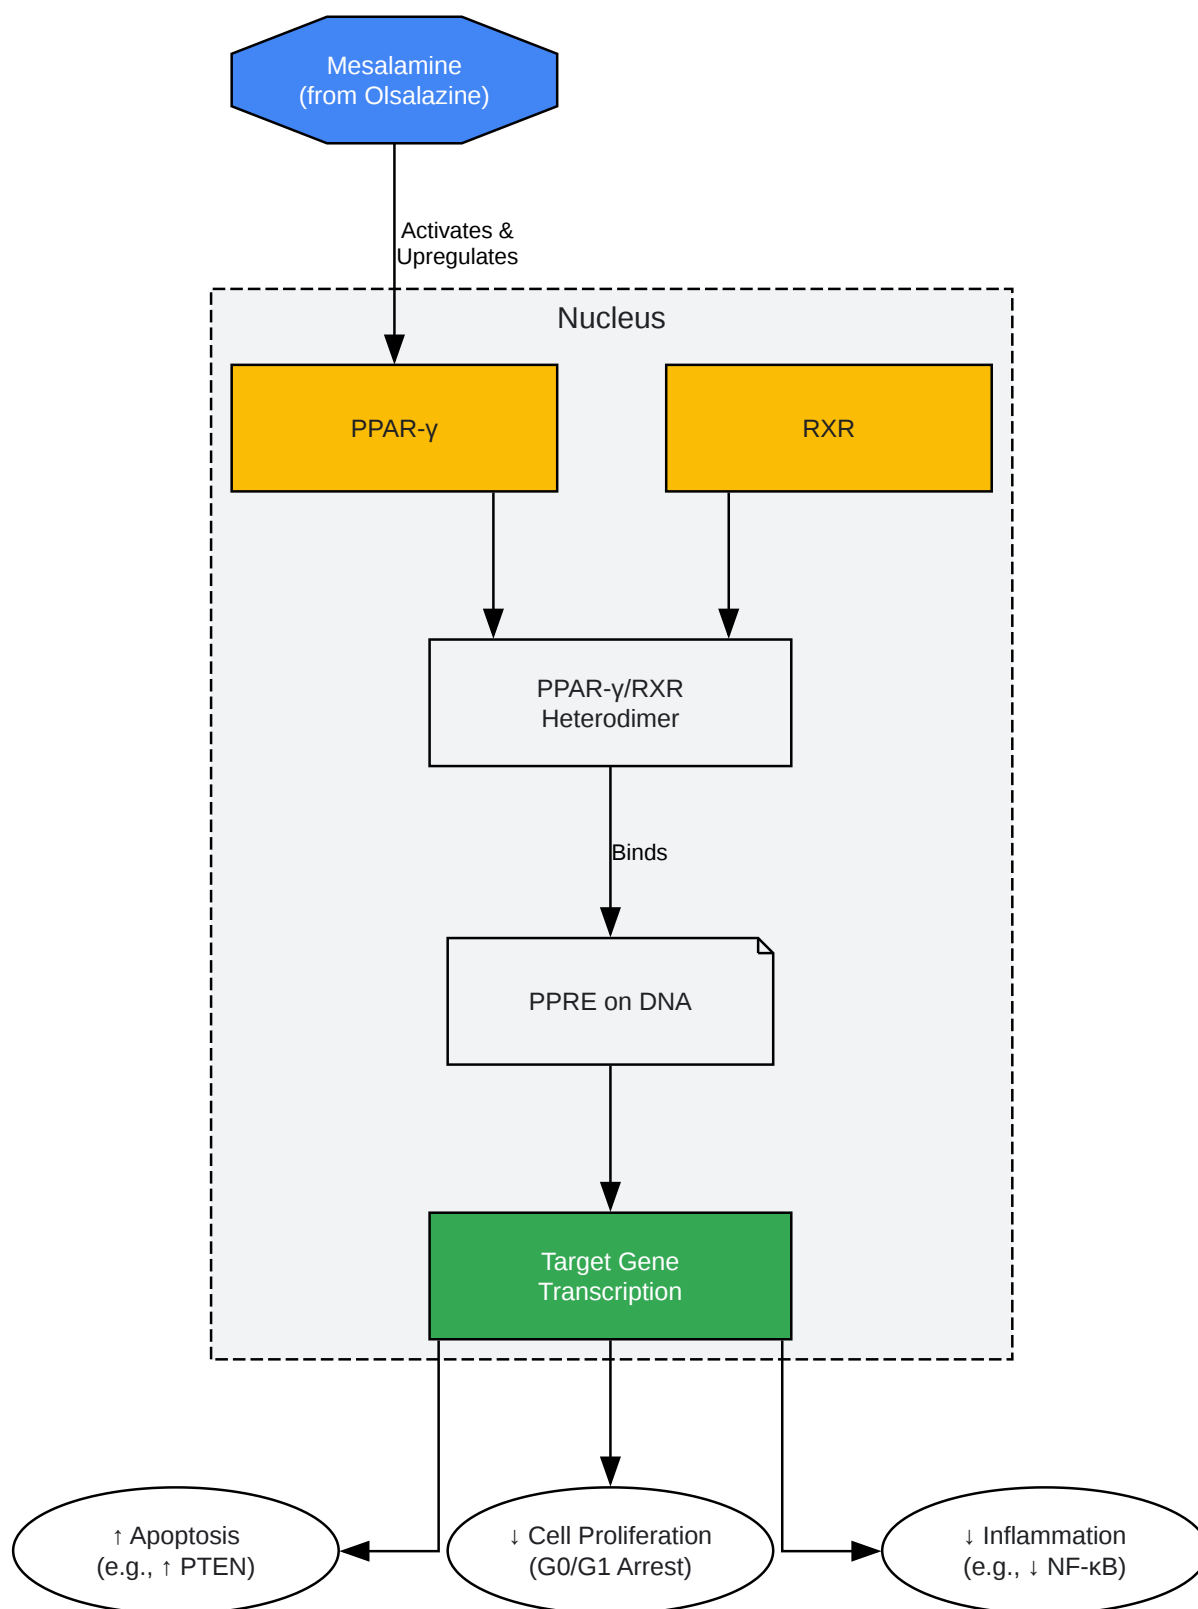 Mesalamine
(from Olsalazine)
Activates &
Upregulates
Nucleus
PPAR-γ
RXR
PPAR-γ/RXR
Heterodimer
Binds
PPRE on DNA
Target Gene
Transcription
↑ Apoptosis
(e.g., ↑ PTEN)
↓ Cell Proliferation
(G0/G1 Arrest)
↓ Inflammation
(e.g., ↓ NF-κB)